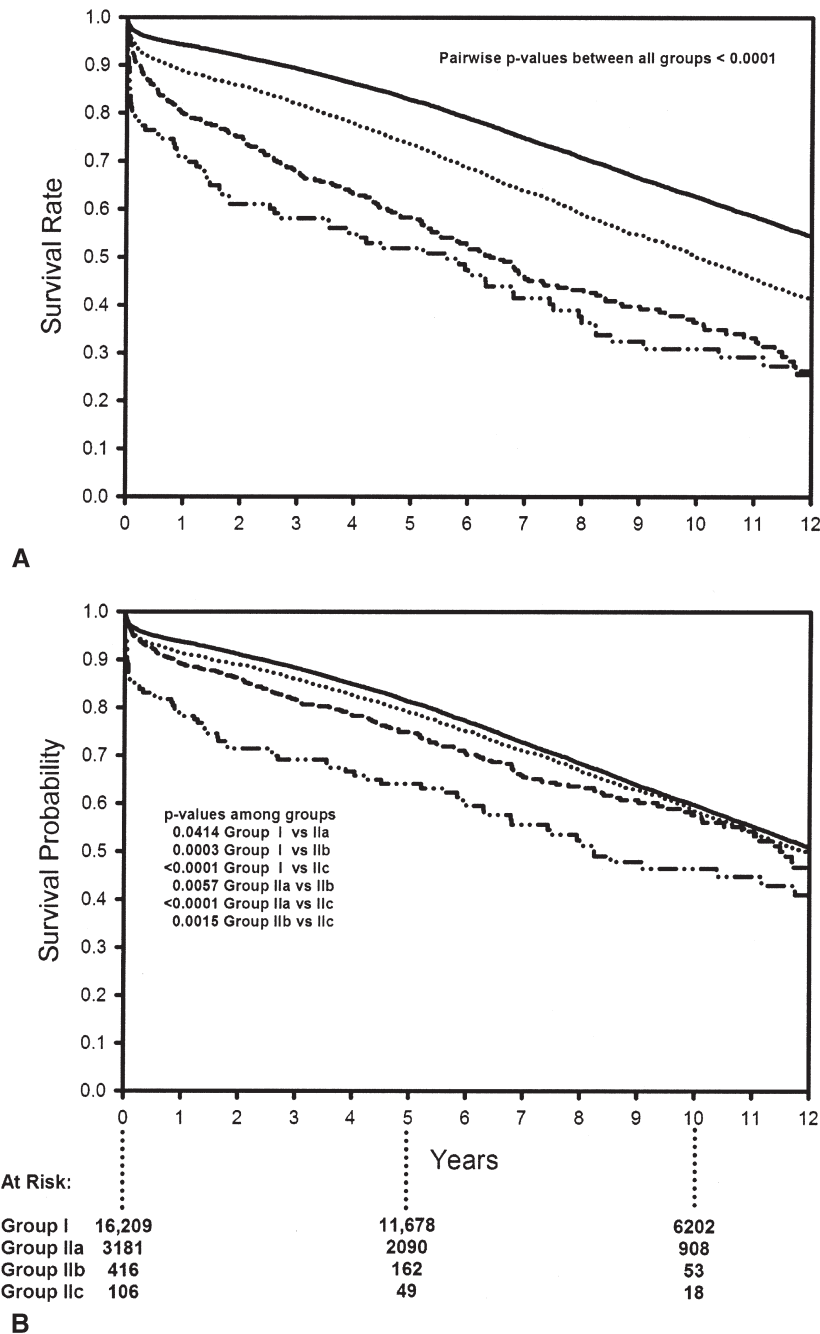 Survival Rate
1.0
0.9
0.8
0.7
0.6
0.5
0.4
0.3
0.2
0.1
0.0
Pairwise p-values between all groups < 0.0001
0 1 2 3 4 5 6 7 8 9 10 11 12
A
Survival Probability
1.0
0.9
0.8
0.7
0.6
0.5
0.4
0.3
0.2
0.1
0.0
p-values among groups
0.0414 Group I vs IIa
0.0003 Group I vs IIb
<0.0001 Group I vs IIc
0.0057 Group IIa vs IIb
<0.0001 Group IIa vs IIc
0.0015 Group IIb vs IIc
0 1 2 3 4 5 6 7 8 9 10 11 12
Years
At Risk:
Group I 16,209 11,678 6202
Group IIa 3181 2090 908
Group IIb 416 162 53
Group IIc 106 49 18
B